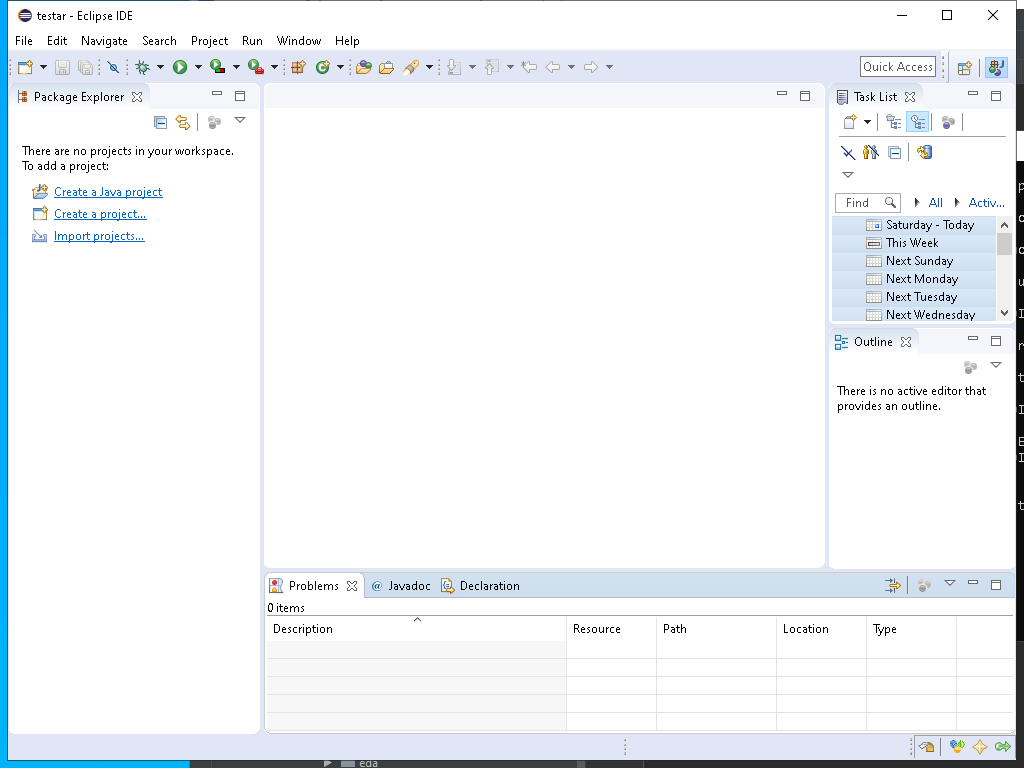 testar - Eclipse IDE
File Edit Navigate Search Project Run Window Help
Quick Access
Package Explorer
There are no projects in your workspace.
To add a project:
Create a Java project
Create a project...
Import projects...
Task List
Find All Activ...
Saturday - Today
This Week
Next Sunday
Next Monday
Next Tuesday
Next Wednesday
Outline
There is no active editor that
provides an outline.
Problems @ Javadoc Declaration
0 items
Description Resource Path Location Type
eda